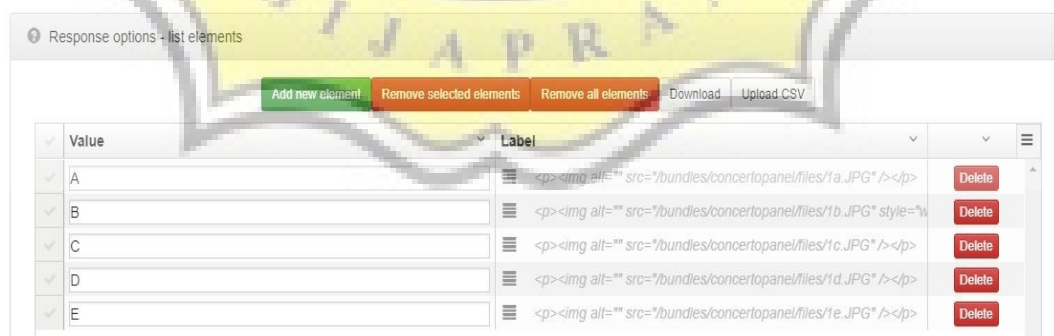 IJAPRA
Response options - list elements
Add new element Remove selected elements Remove all elements Download Upload CSV
Value Label
A <p><img alt="" src="/bundles/concertopanel/files/1a.JPG" /></p> Delete
B <p><img alt="" src="/bundles/concertopanel/files/1b.JPG" style="w Delete
C <p><img alt="" src="/bundles/concertopanel/files/1c.JPG" /></p> Delete
D <p><img alt="" src="/bundles/concertopanel/files/1d.JPG" /></p> Delete
E <p><img alt="" src="/bundles/concertopanel/files/1e.JPG" /></p> Delete